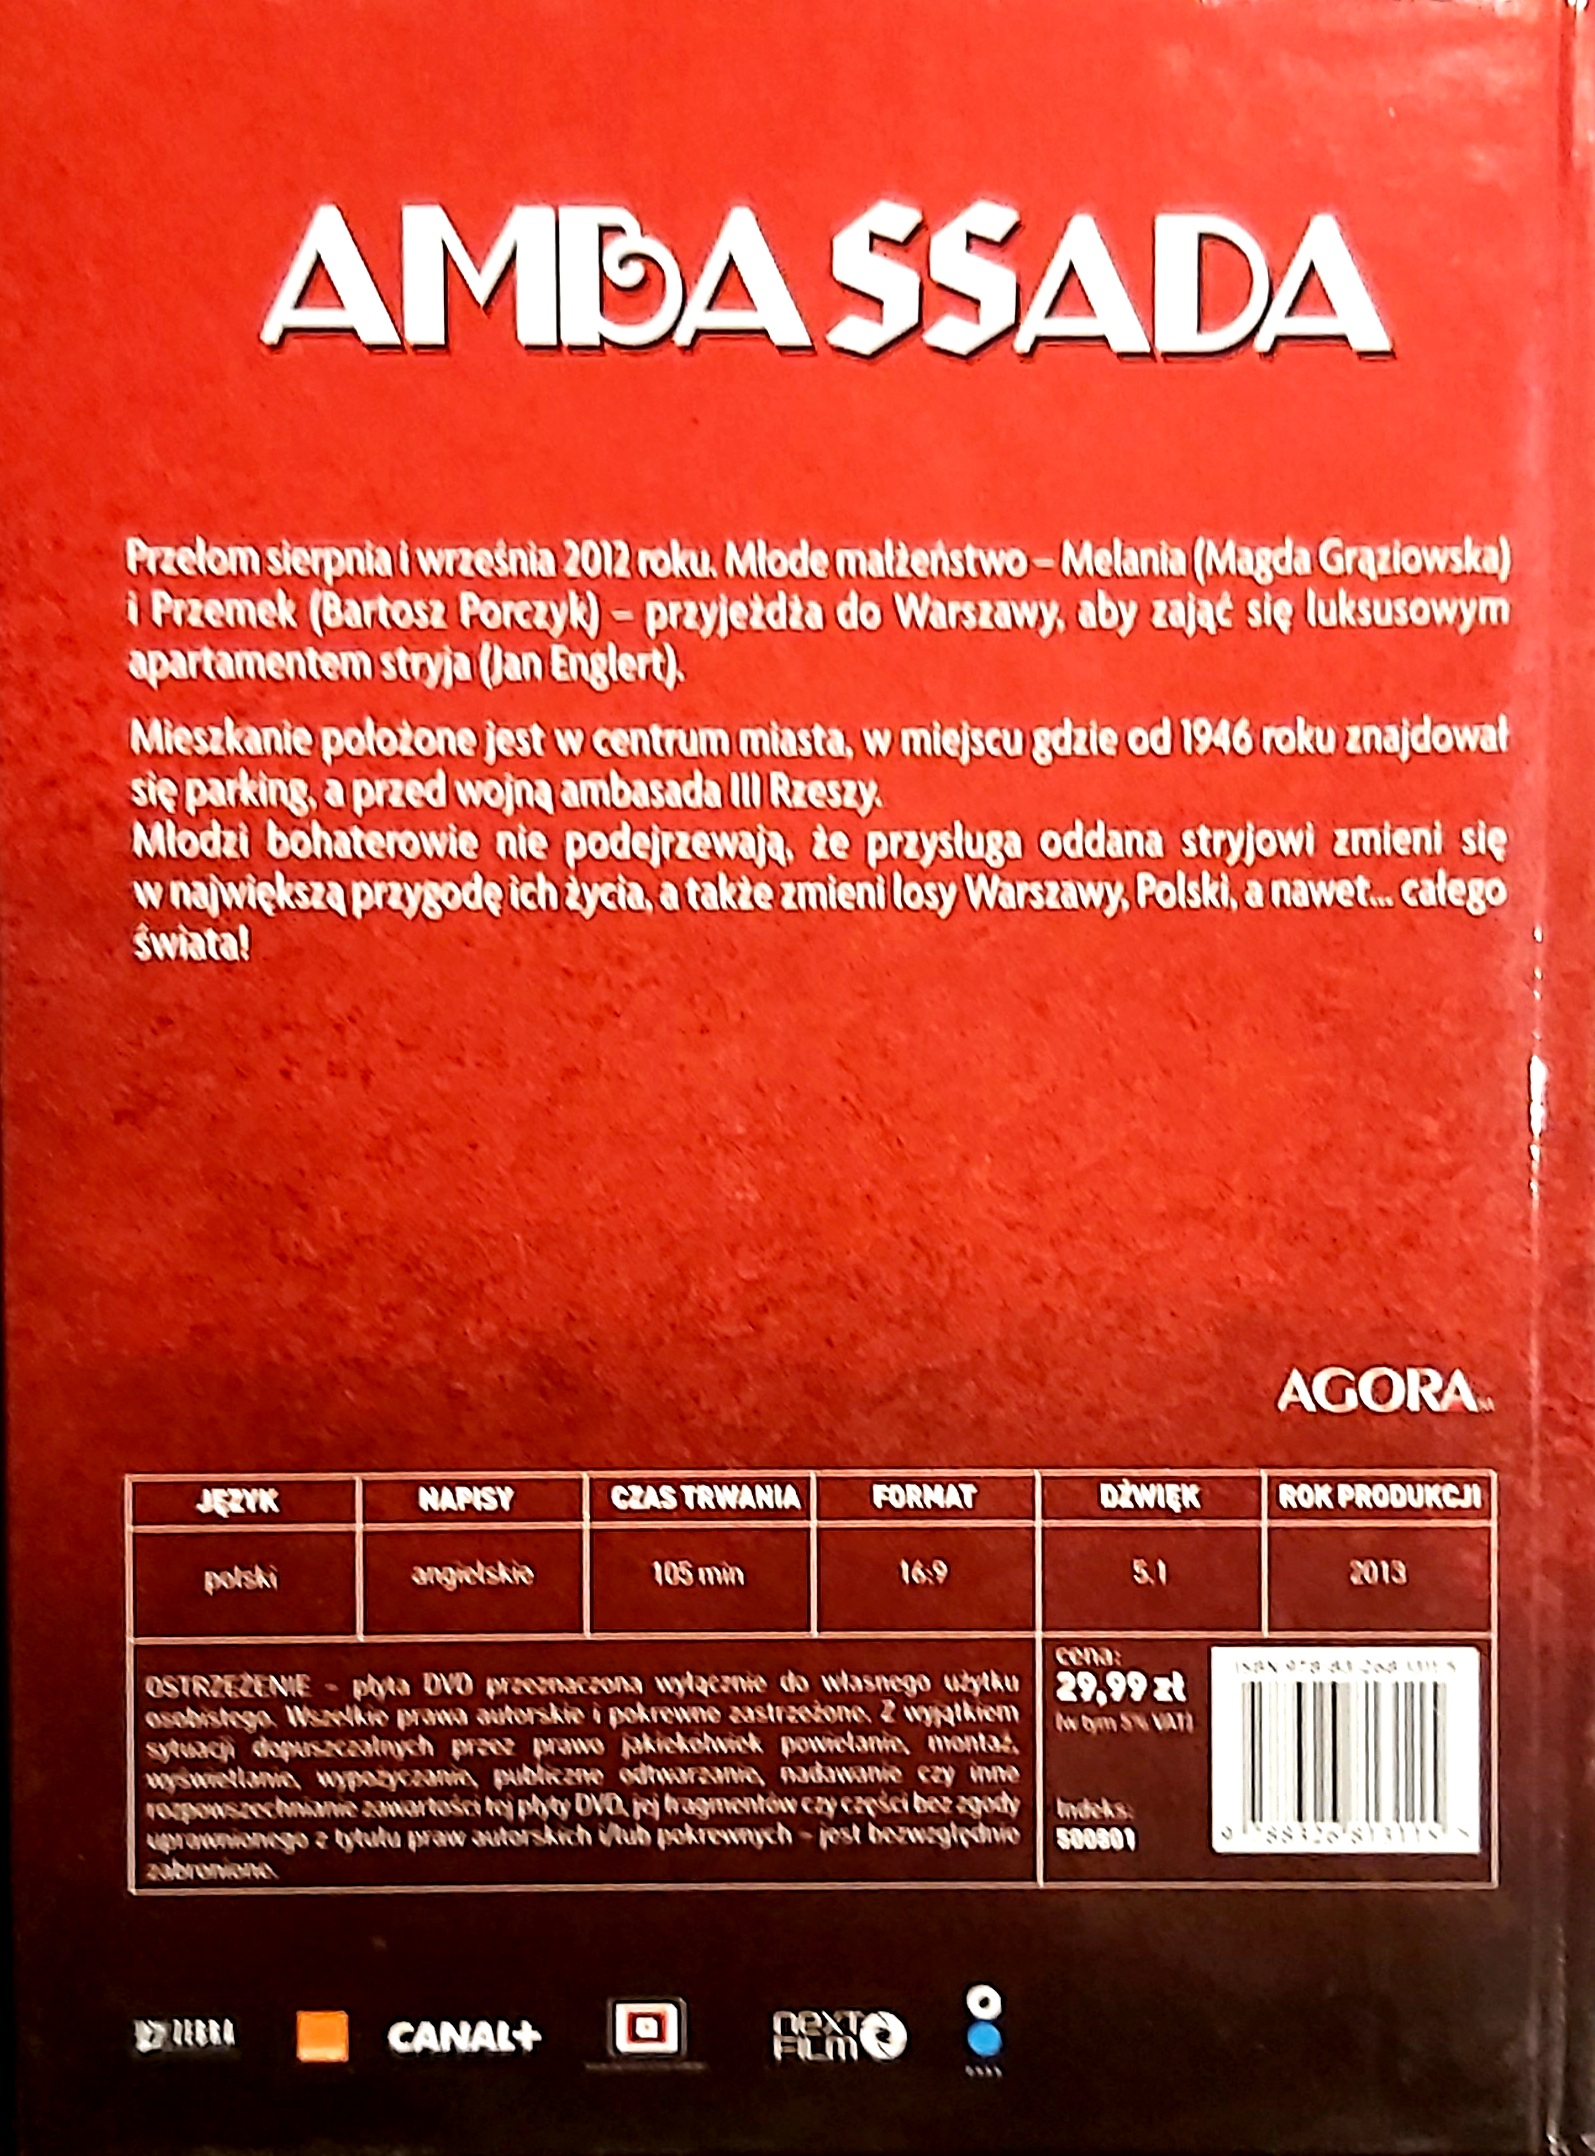 AMBASSADA
Przełom sierpnia i września 2012 roku. Młode małżeństwo – Melania (Magda Grąziowska)
i Przemek (Bartosz Porczyk) – przyjeżdża do Warszawy, aby zająć się luksusowym
apartamentem stryja (Jan Englert).
Mieszkanie położone jest w centrum miasta, w miejscu gdzie od 1946 roku znajdował
się parking, a przed wojną ambasada III Rzeszy.
Młodzi bohaterowie nie podejrzewają, że przysługa oddana stryjowi zmieni się
w największą przygodę ich życia, a także zmieni losy Warszawy, Polski, a nawet... całego
świata!
AGORA
JĘZYK NAPISY CZAS TRWANIA FORMAT DŹWIĘK ROK PRODUKCJI
polski angielskie 105 min 16:9 5.1 2013
OSTRZEŻENIE – płyta DVD przeznaczona wyłącznie do własnego użytku
osobistego. Wszelkie prawa autorskie i pokrewne zastrzeżone. Z wyjątkiem
sytuacji dopuszczalnych przez prawo jakiekolwiek powielanie, montaż,
wyświetlanie, wypożyczanie, publiczne odtwarzanie, nadawanie czy inne
rozpowszechnianie zawartości tej płyty DVD, jej fragmentów czy części bez zgody
uprawnionego z tytułu praw autorskich i/lub pokrewnych – jest bezwzględnie
zabronione.
cena:
29,99 zł
(w tym 5% VAT)
Indeks:
ISBN
ZEBRA
CANAL+
NEXT
FILM